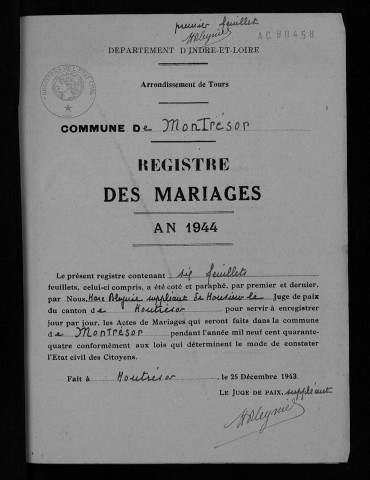 premier feuillet
AC 90458
DEPARTEMENT D'INDRE-ET-LOIRE
Arrondissement de Tours
COMMUNE De MonTrésor
REGISTRE
DES MARIAGES
AN 1944
Le présent registre contenant six feuillets
feuillets, celui-ci compris, a été coté et paraphé, par premier et dernier,
par Nous, suppléant de Monsieur le Juge de paix
du canton de Montrésor pour servir à enregistrer
jour par jour, les Actes de Mariages qui seront faits dans la commune
de MonTrésor pendant l'année mil neuf cent quarante-
quatre conformément aux lois qui déterminent le mode de constater
l'Etat civil des Citoyens.
Fait à Montrésor, le 25 Décembre 1943.
LE JUGE DE PAIX, suppléant